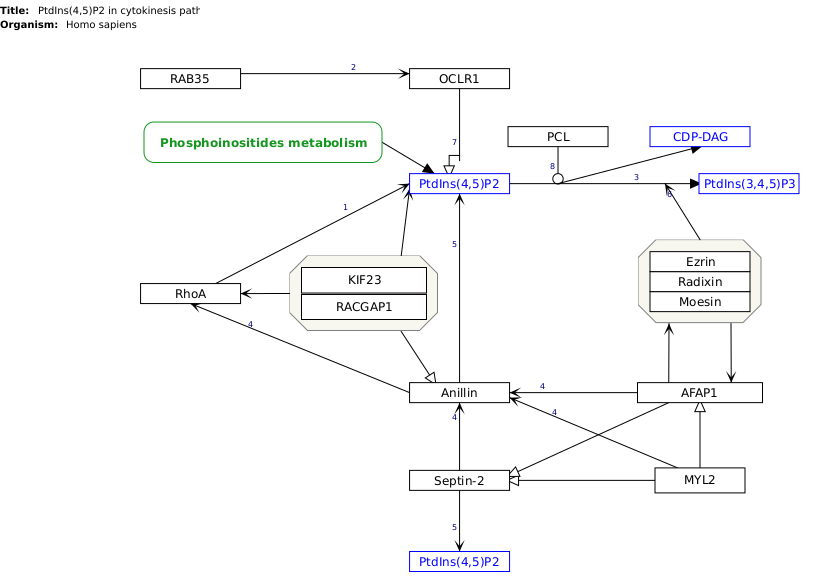 Title: PtdIns(4,5)P2 in cytokinesis path
Organism: Homo sapiens
RAB35
2
OCLR1
Phosphoinositides metabolism
7
PCL
CDP-DAG
8
PtdIns(4,5)P2
3
PtdIns(3,4,5)P3
6
1
5
KIF23
RACGAP1
RhoA
Ezrin
Radixin
Moesin
4
Anillin
4
AFAP1
4
4
Septin-2
MYL2
5
PtdIns(4,5)P2